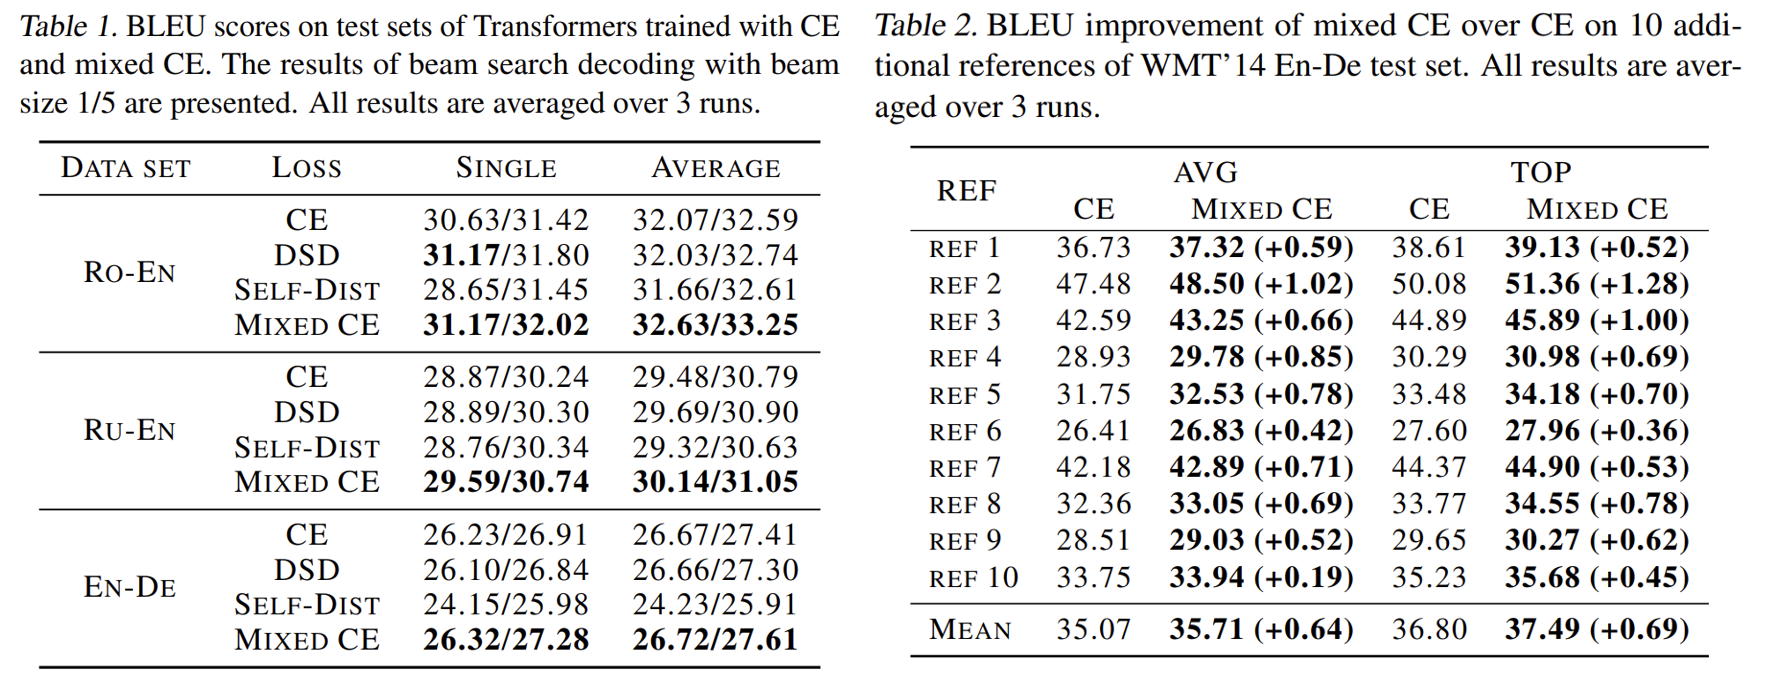 Table 1. BLEU scores on test sets of Transformers trained with CE
and mixed CE. The results of beam search decoding with beam
size 1/5 are presented. All results are averaged over 3 runs.
DATA SET LOSS SINGLE AVERAGE
RO-EN
CE 30.63/31.42 32.07/32.59
DSD 31.17/31.80 32.03/32.74
SELF-DIST 28.65/31.45 31.66/32.61
MIXED CE 31.17/32.02 32.63/33.25
RU-EN
CE 28.87/30.24 29.48/30.79
DSD 28.89/30.30 29.69/30.90
SELF-DIST 28.76/30.34 29.32/30.63
MIXED CE 29.59/30.74 30.14/31.05
EN-DE
CE 26.23/26.91 26.67/27.41
DSD 26.10/26.84 26.66/27.30
SELF-DIST 24.15/25.98 24.23/25.91
MIXED CE 26.32/27.28 26.72/27.61
Table 2. BLEU improvement of mixed CE over CE on 10 addi-
tional references of WMT'14 En-De test set. All results are aver-
aged over 3 runs.
REF AVG TOP
CE MIXED CE CE MIXED CE
REF 1 36.73 37.32 (+0.59) 38.61 39.13 (+0.52)
REF 2 47.48 48.50 (+1.02) 50.08 51.36 (+1.28)
REF 3 42.59 43.25 (+0.66) 44.89 45.89 (+1.00)
REF 4 28.93 29.78 (+0.85) 30.29 30.98 (+0.69)
REF 5 31.75 32.53 (+0.78) 33.48 34.18 (+0.70)
REF 6 26.41 26.83 (+0.42) 27.60 27.96 (+0.36)
REF 7 42.18 42.89 (+0.71) 44.37 44.90 (+0.53)
REF 8 32.36 33.05 (+0.69) 33.77 34.55 (+0.78)
REF 9 28.51 29.03 (+0.52) 29.65 30.27 (+0.62)
REF 10 33.75 33.94 (+0.19) 35.23 35.68 (+0.45)
MEAN 35.07 35.71 (+0.64) 36.80 37.49 (+0.69)